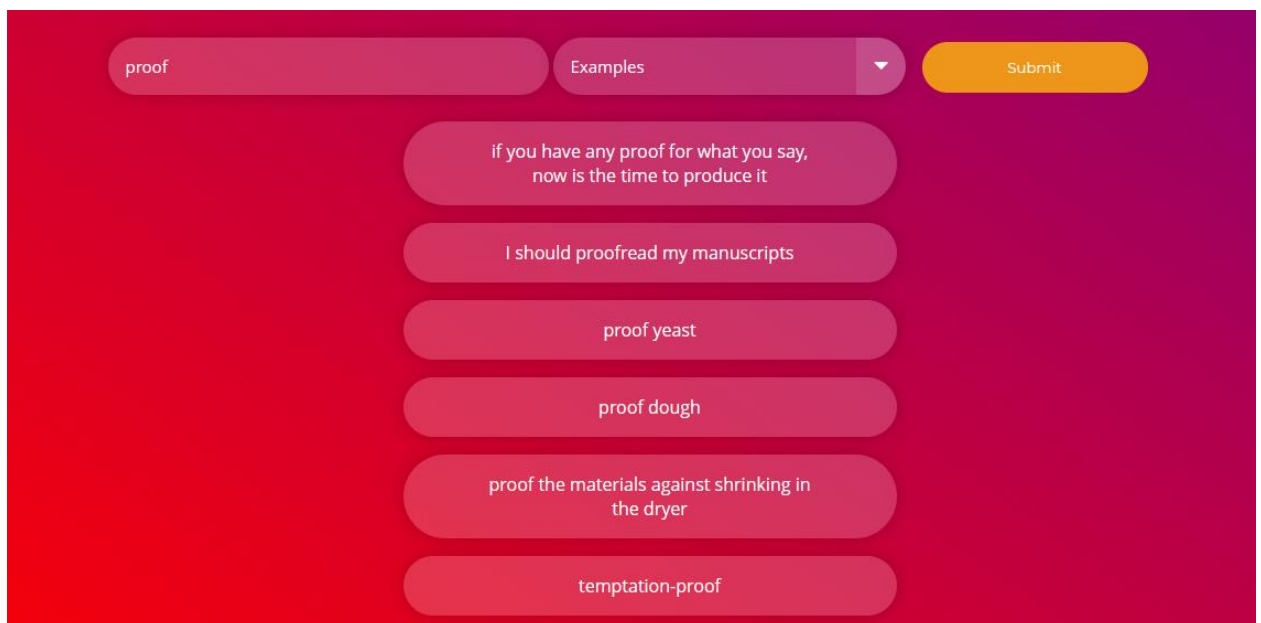 proof
Examples
Submit
if you have any proof for what you say,
now is the time to produce it
I should proofread my manuscripts
proof yeast
proof dough
proof the materials against shrinking in
the dryer
temptation-proof